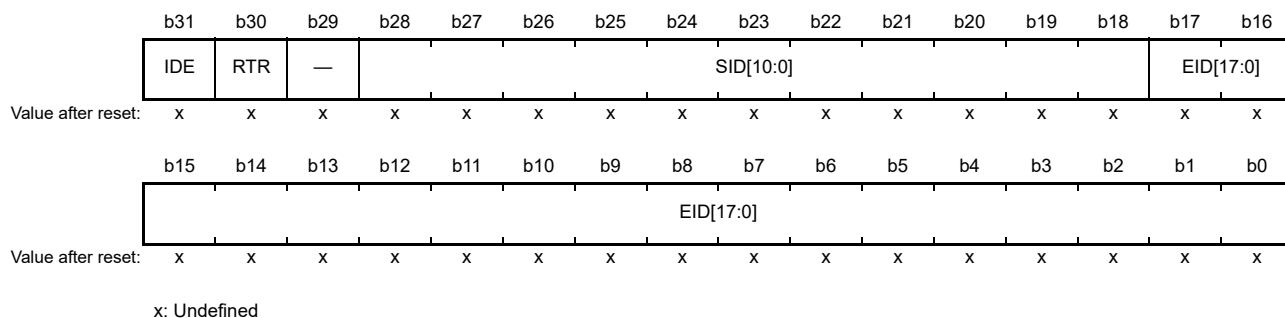 b31 b30 b29 b28 b27 b26 b25 b24 b23 b22 b21 b20 b19 b18 b17 b16
IDE RTR — SID[10:0] EID[17:0]
Value after reset: x x x x x x x x x x x x x x x x
b15 b14 b13 b12 b11 b10 b9 b8 b7 b6 b5 b4 b3 b2 b1 b0
EID[17:0]
Value after reset: x x x x x x x x x x x x x x x x
x: Undefined